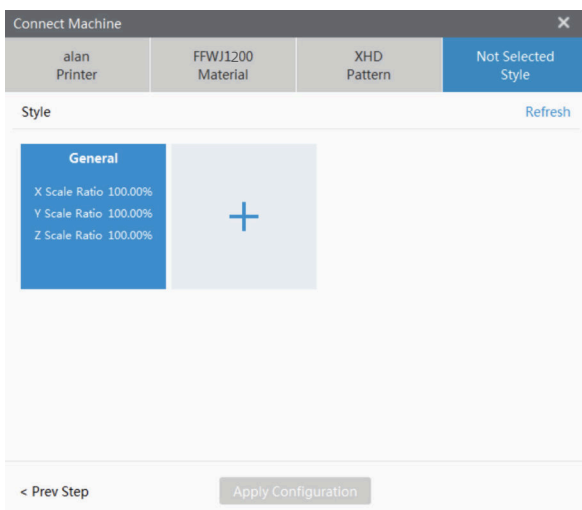 Connect Machine
alan
Printer
FFWJ1200
Material
XHD
Pattern
Not Selected
Style
Style
Refresh
General
X Scale Ratio 100.00%
Y Scale Ratio 100.00%
Z Scale Ratio 100.00%
< Prev Step
Apply Configuration